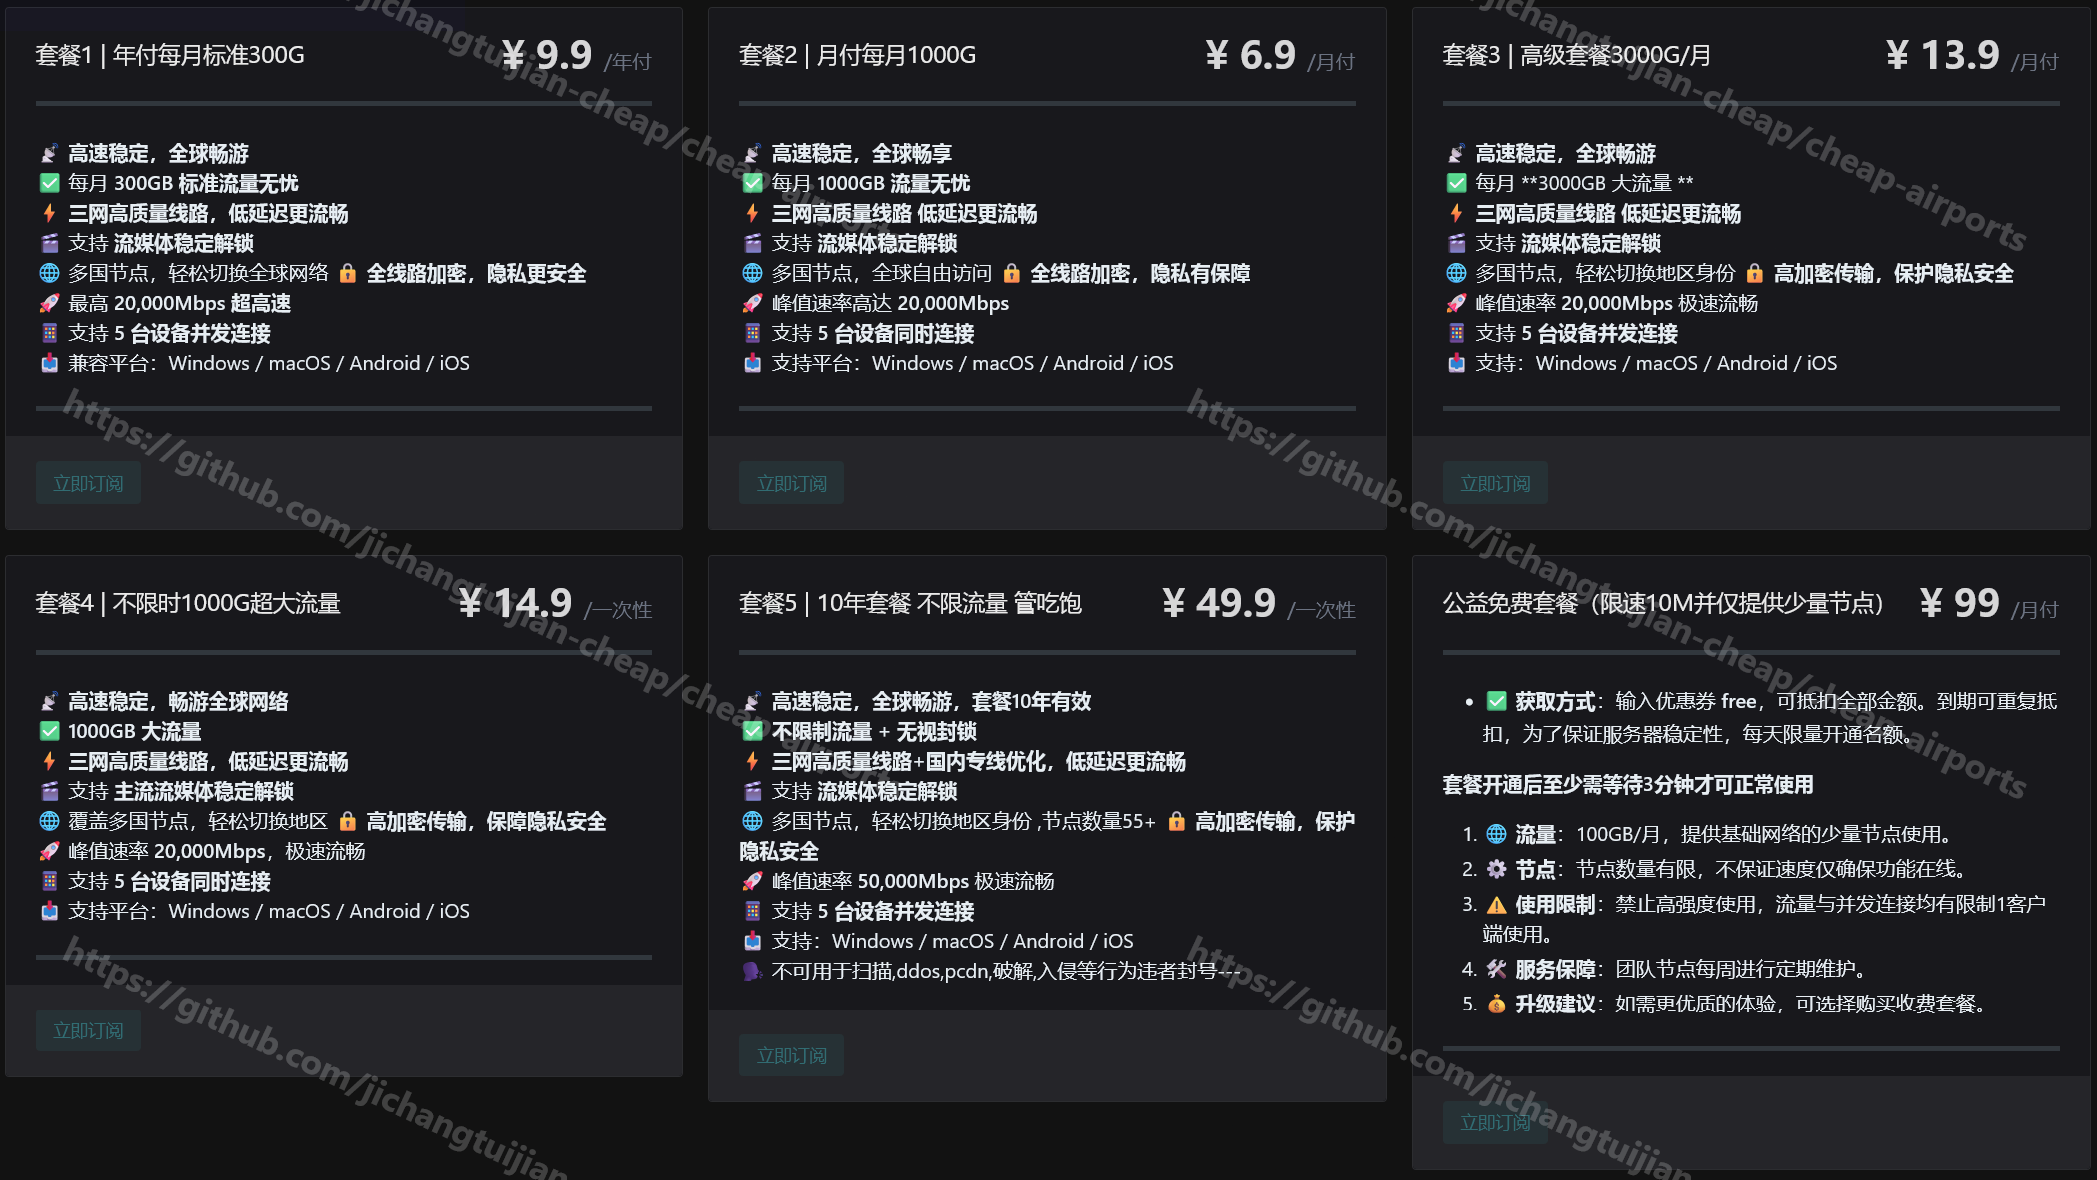 套餐1 | 年付每月标准300G
¥ 9.9 /年付
高速稳定，全球畅游
每月 300GB 标准流量无忧
三网高质量线路，低延迟更流畅
支持 流媒体稳定解锁
多国节点，轻松切换全球网络 全线路加密，隐私更安全
最高 20,000Mbps 超高速
支持 5 台设备并发连接
兼容平台：Windows / macOS / Android / iOS
立即订阅
套餐2 | 月付每月1000G
¥ 6.9 /月付
高速稳定，全球畅享
每月 1000GB 流量无忧
三网高质量线路 低延迟更流畅
支持 流媒体稳定解锁
多国节点，全球自由访问 全线路加密，隐私有保障
峰值速率高达 20,000Mbps
支持 5 台设备同时连接
支持平台：Windows / macOS / Android / iOS
立即订阅
套餐3 | 高级套餐3000G/月
¥ 13.9 /月付
高速稳定，全球畅游
每月 **3000GB 大流量 **
三网高质量线路 低延迟更流畅
支持 流媒体稳定解锁
多国节点，轻松切换地区身份 高加密传输，保护隐私安全
峰值速率 20,000Mbps 极速流畅
支持 5 台设备并发连接
支持：Windows / macOS / Android / iOS
立即订阅
套餐4 | 不限时1000G超大流量
¥ 14.9 /一次性
高速稳定，畅游全球网络
1000GB 大流量
三网高质量线路，低延迟更流畅
支持 主流流媒体稳定解锁
覆盖多国节点，轻松切换地区 高加密传输，保障隐私安全
峰值速率 20,000Mbps，极速流畅
支持 5 台设备同时连接
支持平台：Windows / macOS / Android / iOS
立即订阅
套餐5 | 10年套餐 不限流量 管吃饱
¥ 49.9 /一次性
高速稳定，全球畅游，套餐10年有效
不限制流量 + 无视封锁
三网高质量线路+国内专线优化，低延迟更流畅
支持 流媒体稳定解锁
多国节点，轻松切换地区身份 ,节点数量55+ 高加密传输，保护
隐私安全
峰值速率 50,000Mbps 极速流畅
支持 5 台设备并发连接
支持：Windows / macOS / Android / iOS
不可用于扫描,ddos,pcdn,破解,入侵等行为违者封号---
立即订阅
公益免费套餐（限速10M并仅提供少量节点）
¥ 99 /月付
• 获取方式：输入优惠券 free，可抵扣全部金额。到期可重复抵
扣，为了保证服务器稳定性，每天限量开通名额。
套餐开通后至少需等待3分钟才可正常使用
1. 流量：100GB/月，提供基础网络的少量节点使用。
2. 节点：节点数量有限，不保证速度仅确保功能在线。
3. 使用限制：禁止高强度使用，流量与并发连接均有限制1客户
端使用。
4. 服务保障：团队节点每周进行定期维护。
5. 升级建议：如需更优质的体验，可选择购买收费套餐。
立即订阅
https://github.com/jichangtuijian-cheap/cheap-airports
https://github.com/jichangtuijian-cheap/cheap-airports